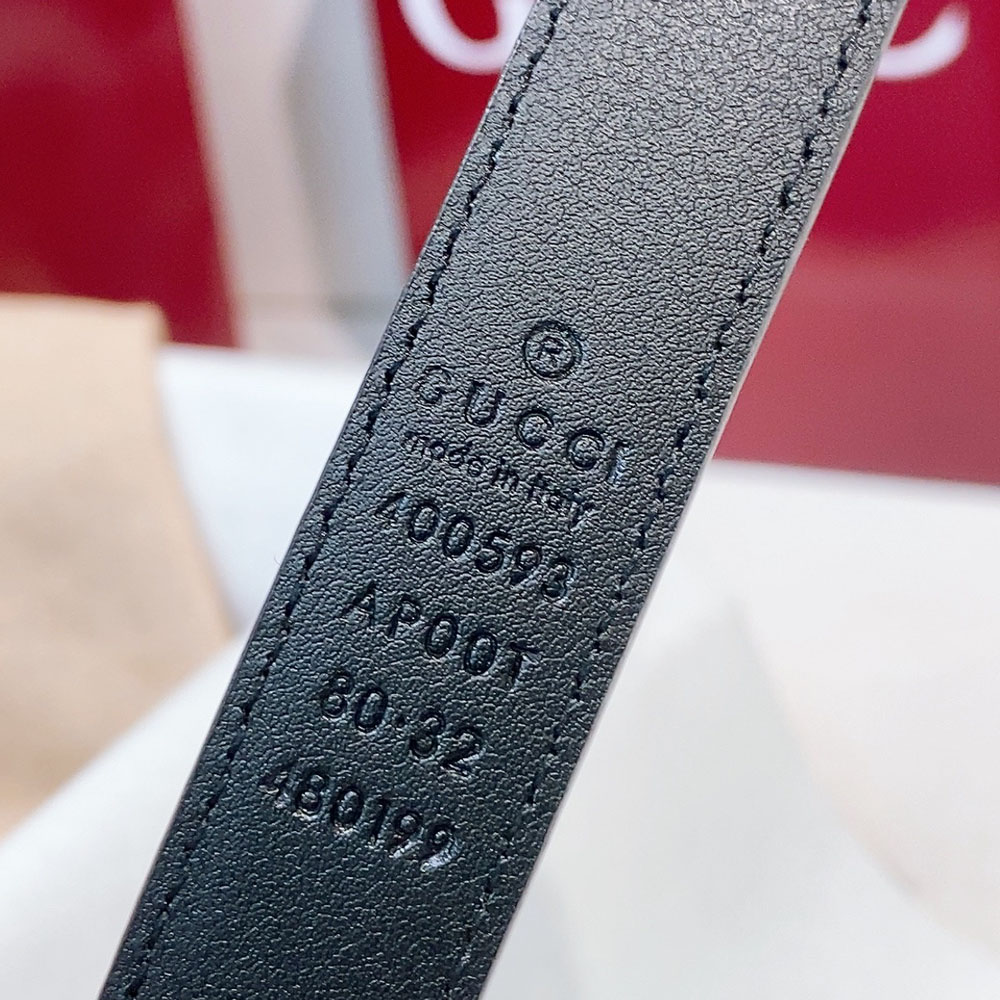 ®
GUCCI
made in italy
400593
AP00T
80·32
480199